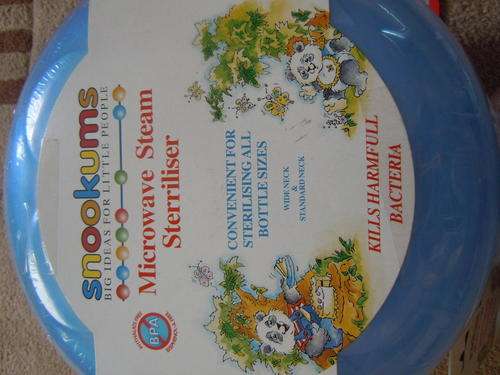 snookums
BIG IDEAS FOR LITTLE PEOPLE
Microwave Steam
Sterriliser
BPA
CONVENIENT FOR
STERILISING ALL
BOTTLE SIZES
WIDE NECK
&
STANDARD NECK
KILLS HARMFULL
BACTERIA